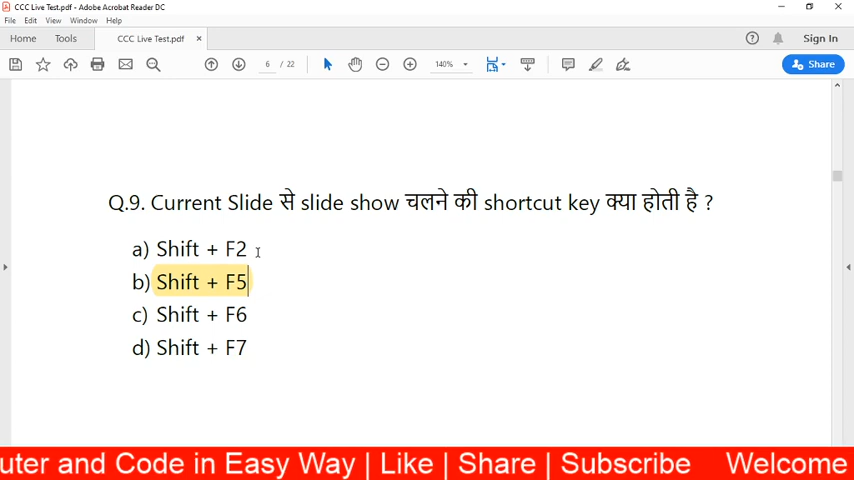 CCC Live Test.pdf - Adobe Acrobat Reader DC
File Edit View Window Help
Home Tools CCC Live Test.pdf × Sign In
6 / 22 140% Share
Q.9. Current Slide से slide show चलने की shortcut key क्या होती है ?
a) Shift + F2
b) Shift + F5
c) Shift + F6
d) Shift + F7
uter and Code in Easy Way | Like | Share | Subscribe Welcome